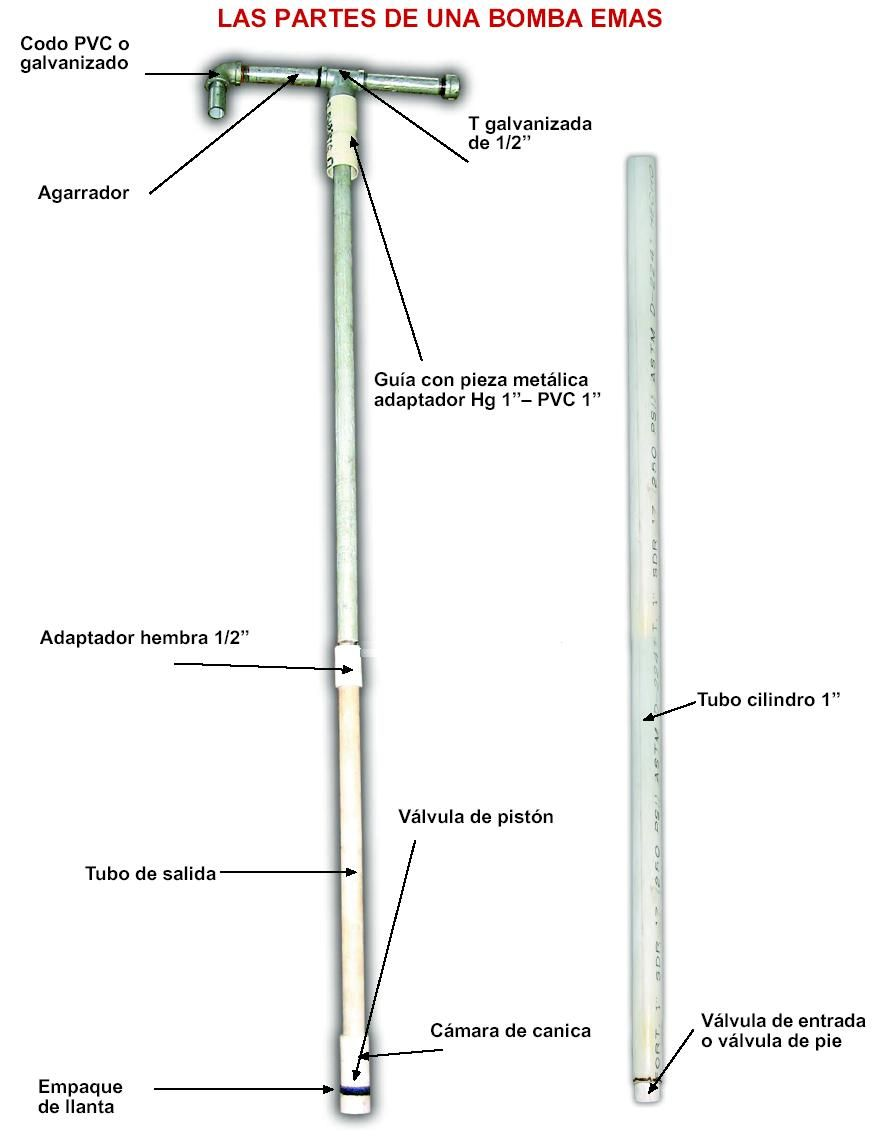 LAS PARTES DE UNA BOMBA EMAS
Codo PVC o
galvanizado
T galvanizada
de 1/2”
Agarrador
Guía con pieza metálica
adaptador Hg 1”– PVC 1”
Adaptador hembra 1/2”
Tubo cilindro 1”
Válvula de pistón
Tubo de salida
Cámara de canica
Válvula de entrada
o válvula de pie
Empaque
de llanta